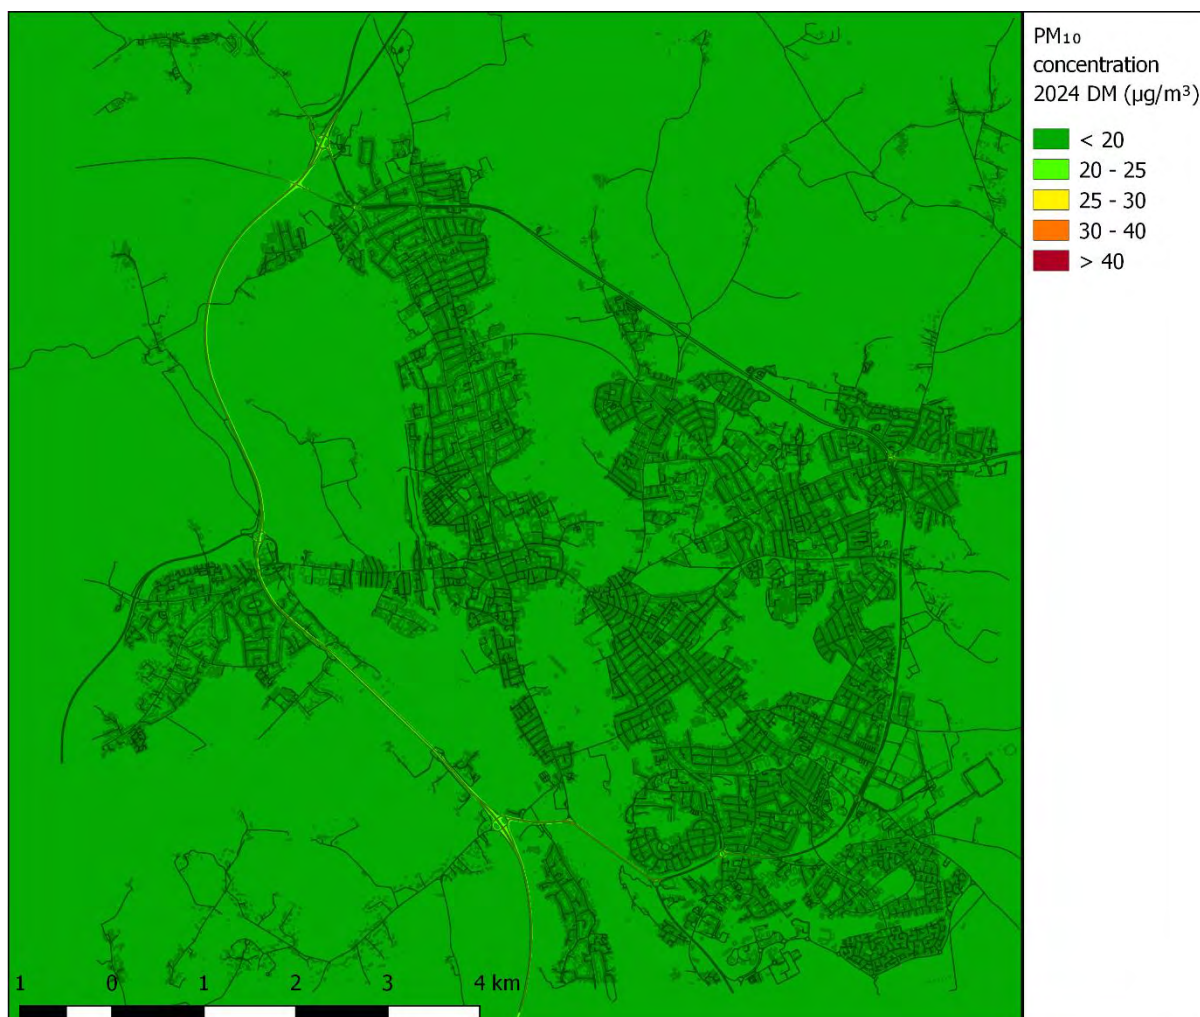 PM₁₀
concentration
2024 DM (µg/m³)
< 20
20 - 25
25 - 30
30 - 40
> 40
1 0 1 2 3 4 km